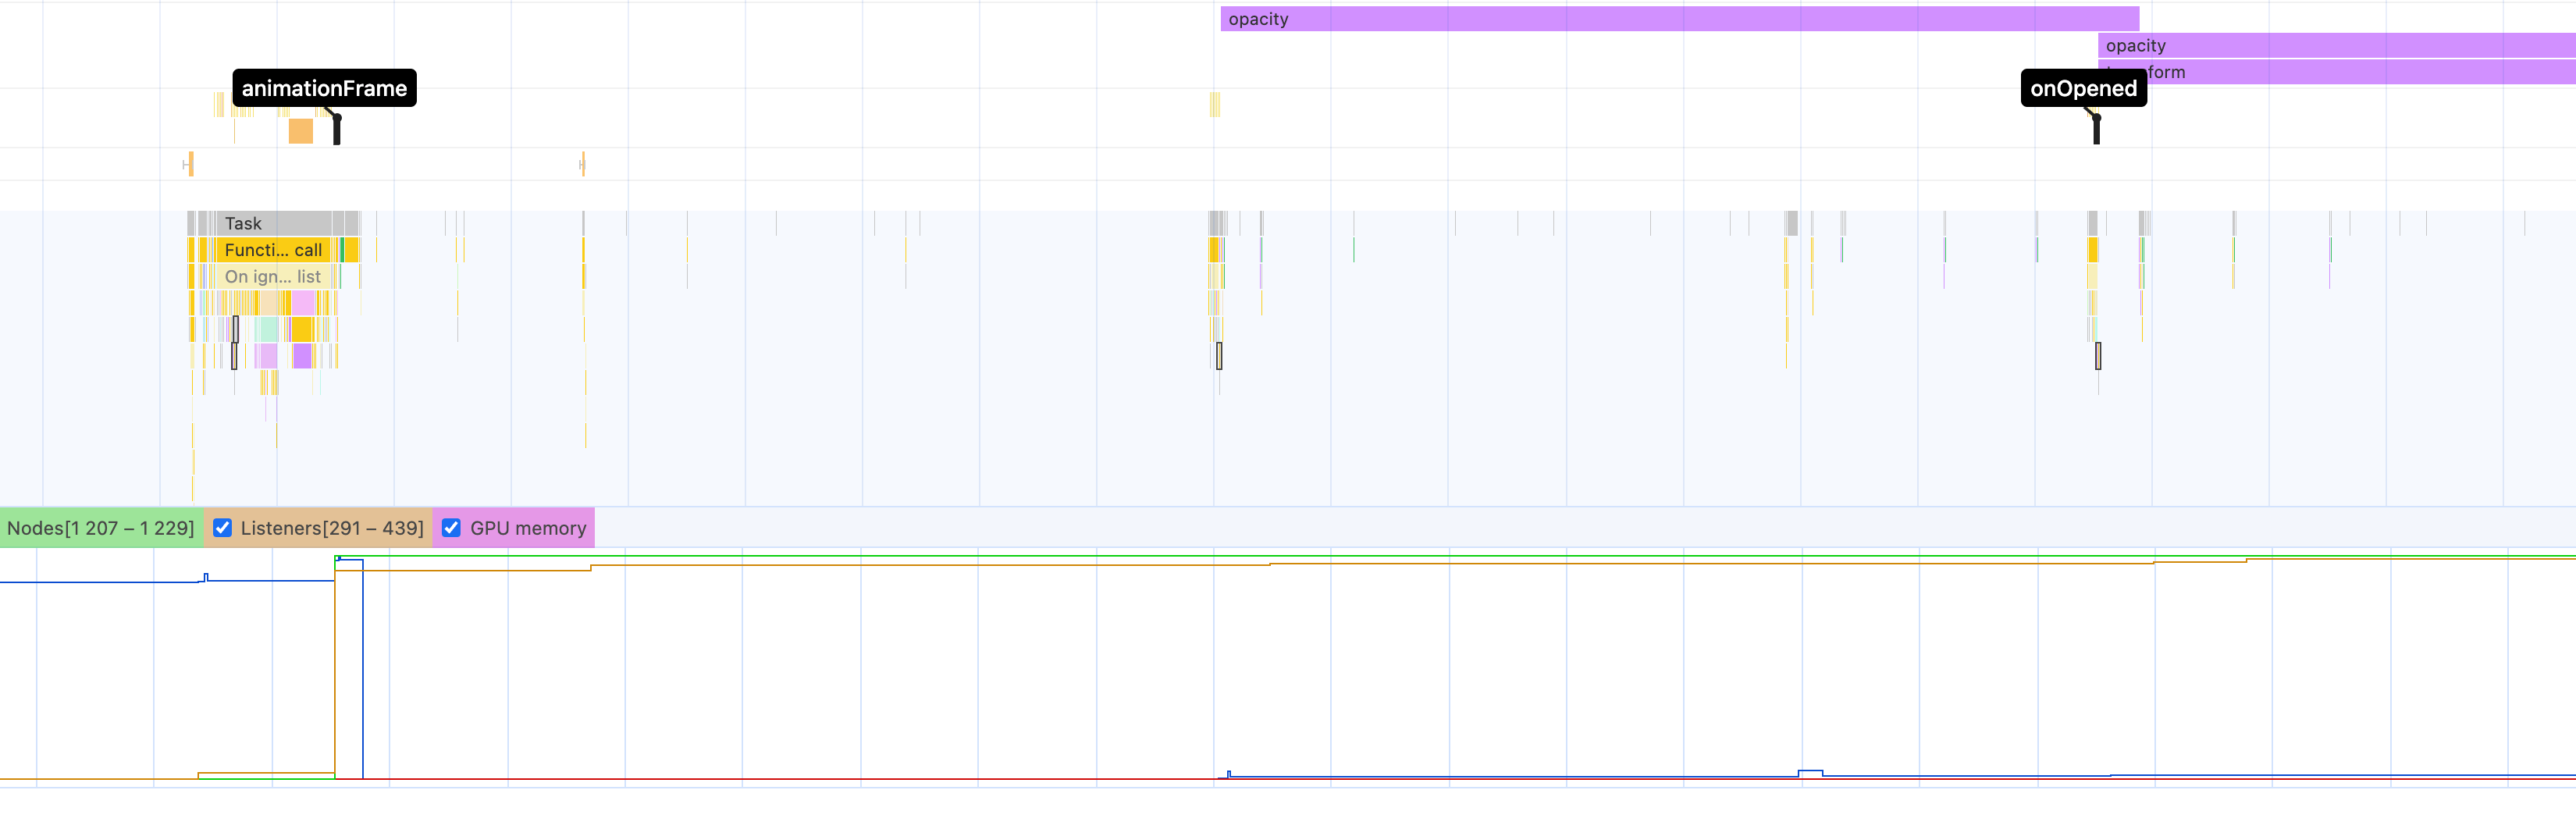 opacity
opacity
form
animationFrame
onOpened
Task
Functi... call
On ign... list
Nodes[1 207 – 1 229]
Listeners[291 – 439]
GPU memory